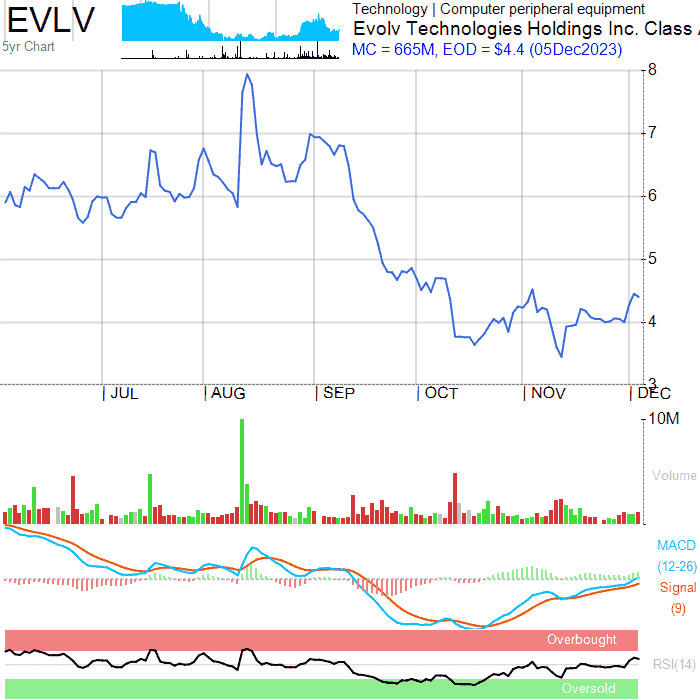 EVLV
5yr Chart
Technology | Computer peripheral equipment
Evolv Technologies Holdings Inc. Class A
MC = 665M, EOD = $4.4 (05Dec2023)
8
7
6
5
4
3
JUL
AUG
SEP
OCT
NOV
DEC
10M
Volume
MACD
(12-26)
Signal
(9)
Overbought
RSI(14)
Oversold